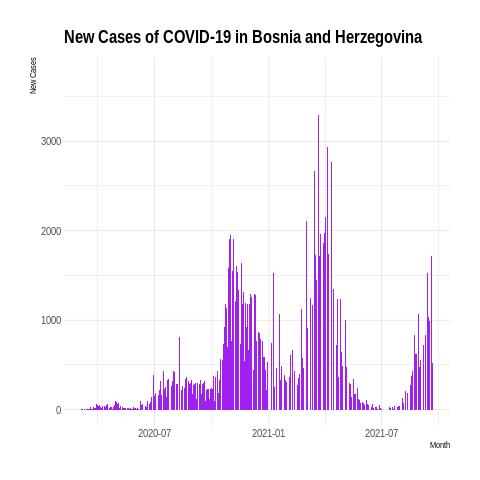 New Cases of COVID-19 in Bosnia and Herzegovina
New Cases
3000
2000
1000
0
2020-07 2021-01 2021-07
Month